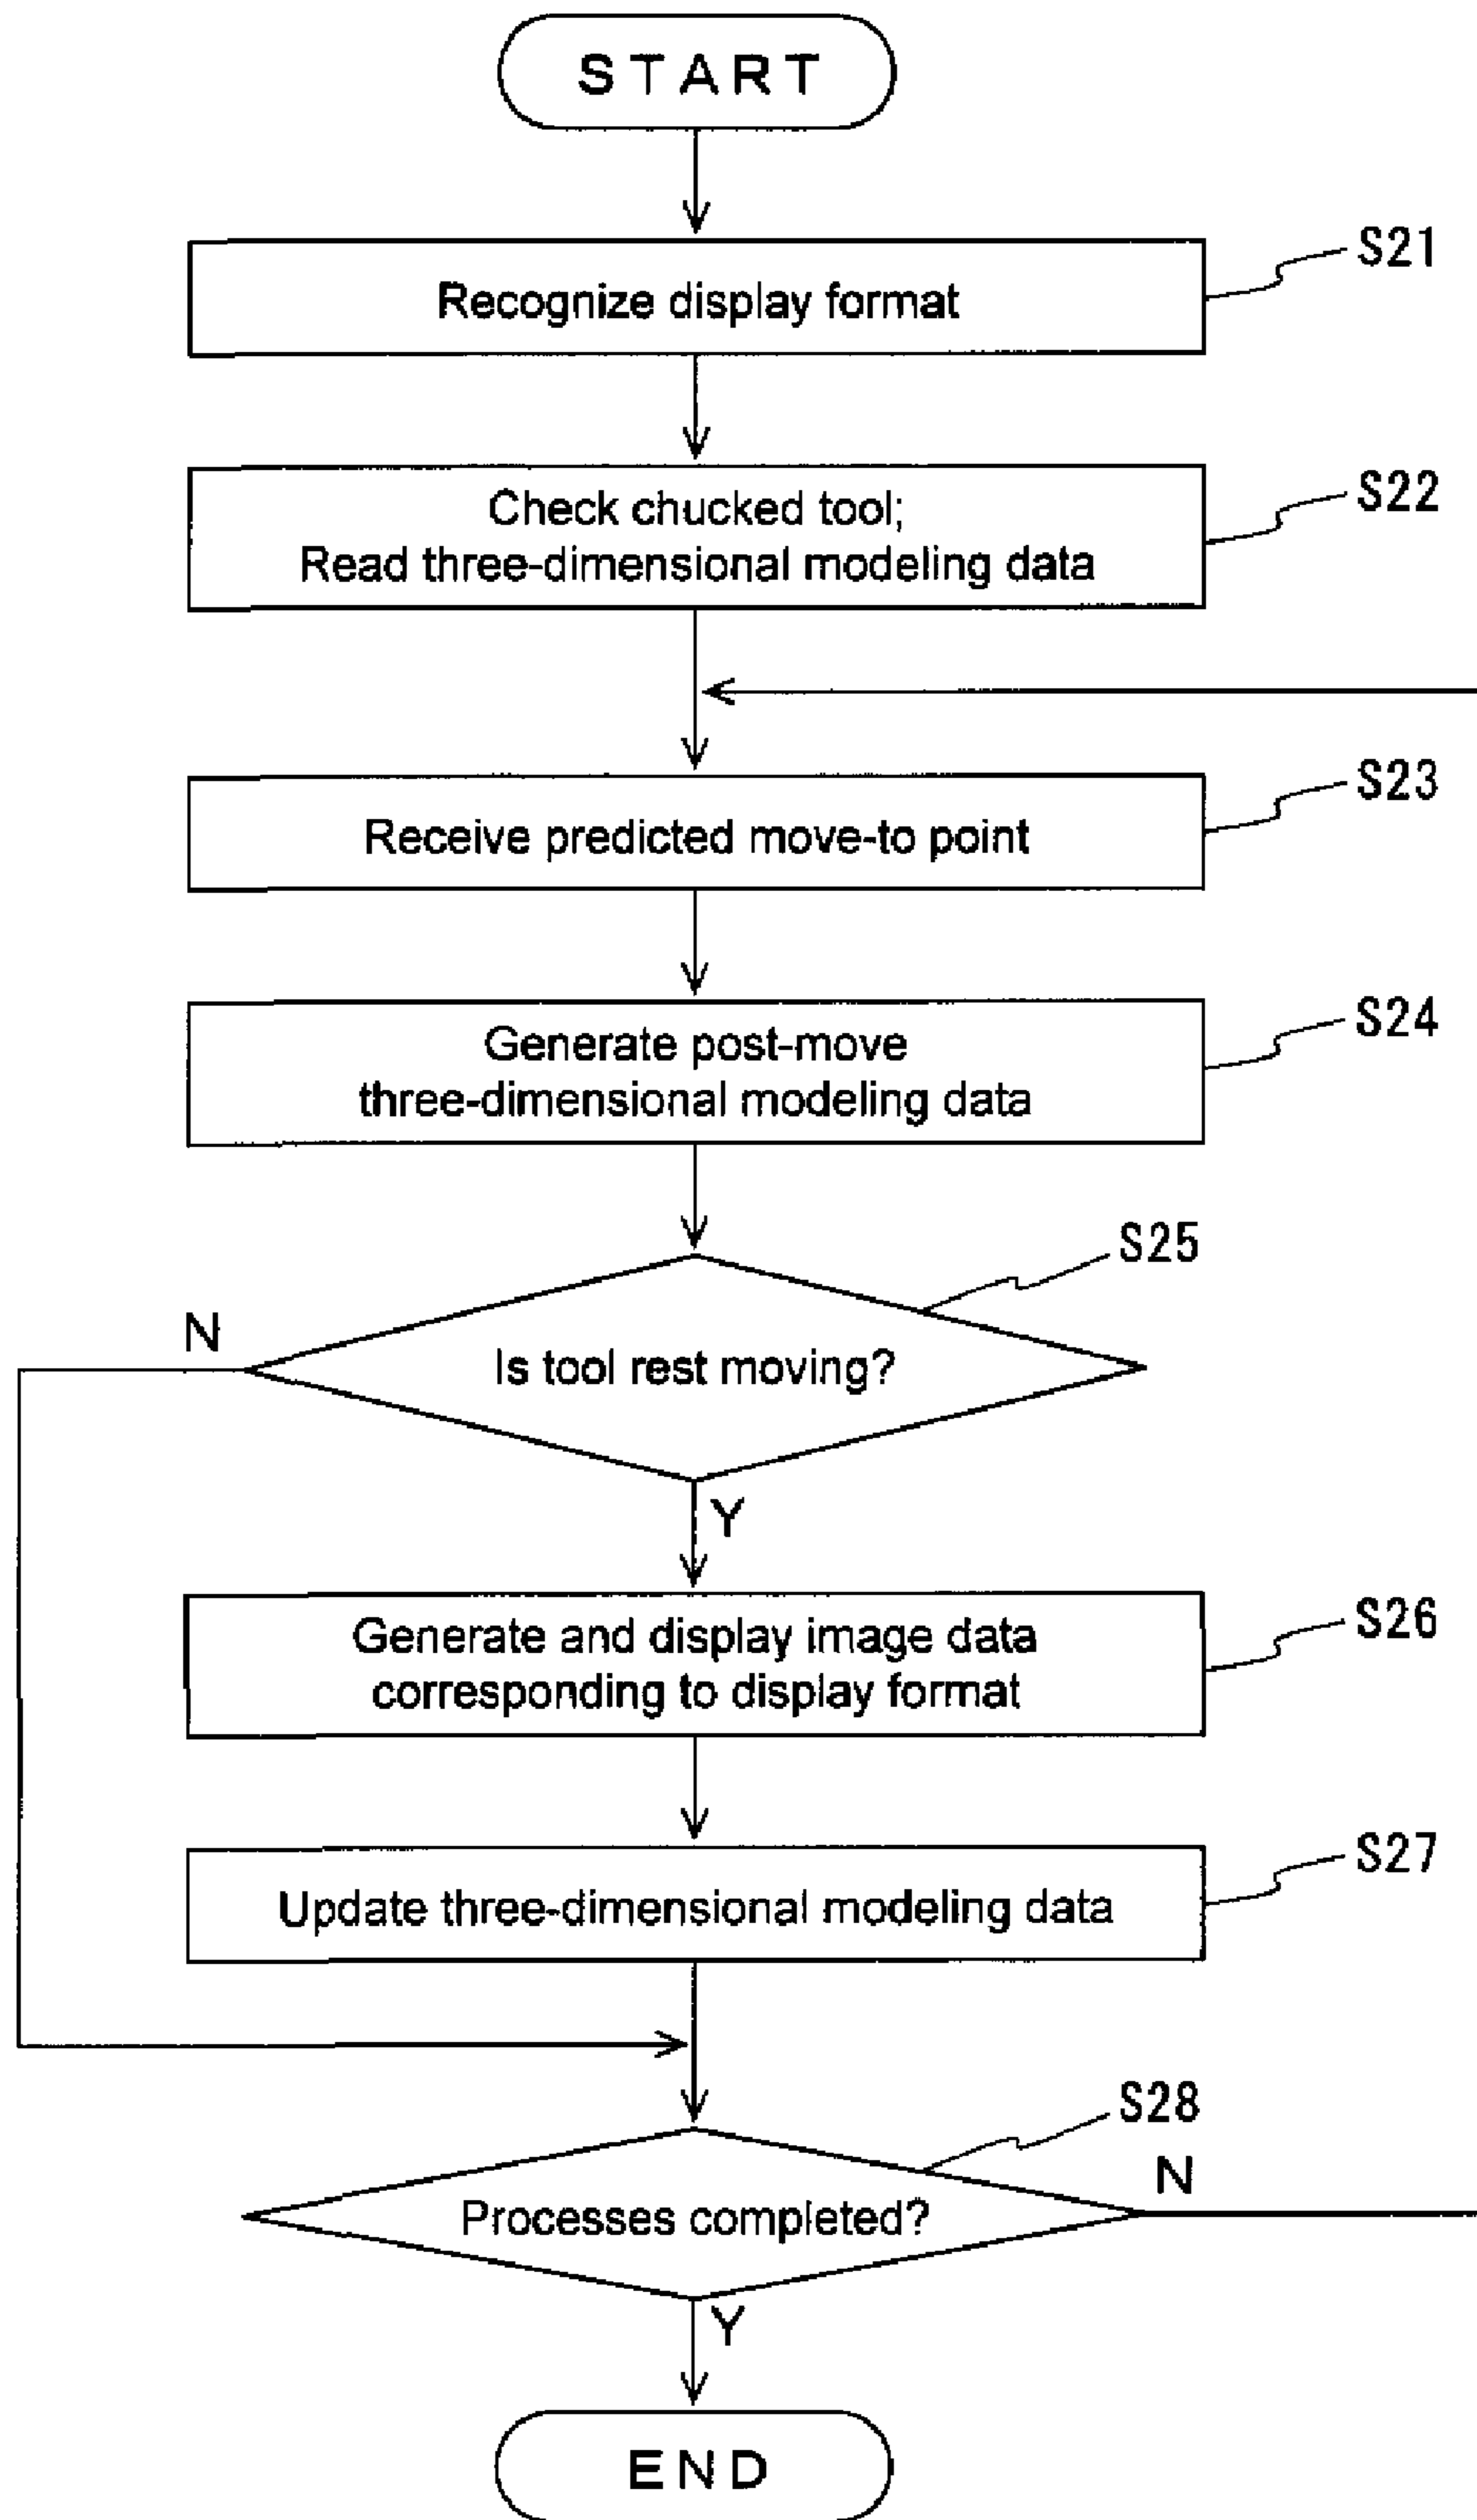 START
Recognize display format
S21
Check chucked tool;
Read three-dimensional modeling data
S22
Receive predicted move-to point
S23
Generate post-move
three-dimensional modeling data
S24
S25
N
Is tool rest moving?
Y
Generate and display image data
corresponding to display format
S26
Update three-dimensional modeling data
S27
S28
N
Processes completed?
Y
END